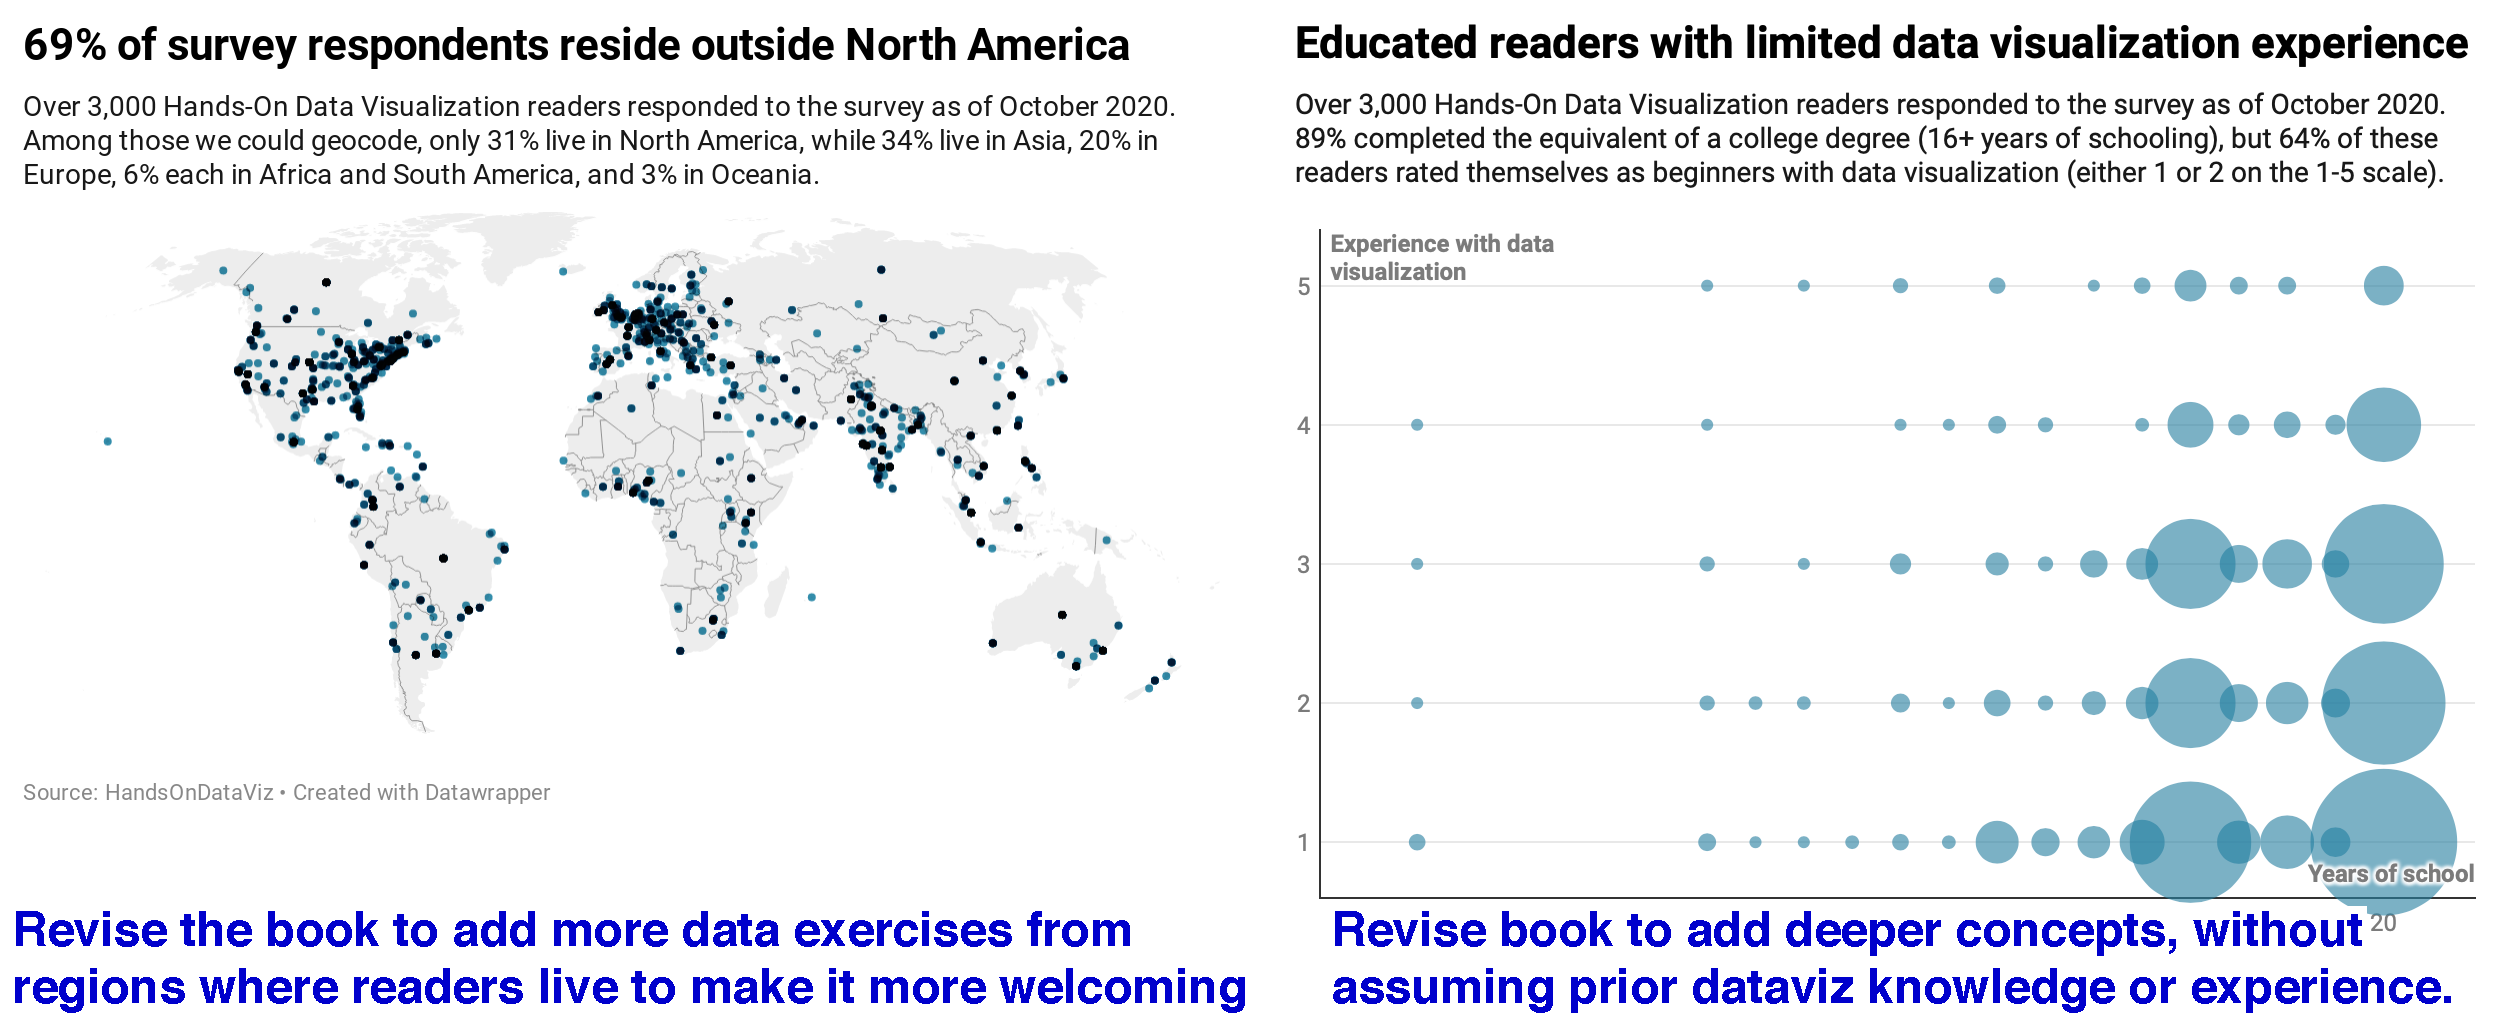 69% of survey respondents reside outside North America
Over 3,000 Hands-On Data Visualization readers responded to the survey as of October 2020.
Among those we could geocode, only 31% live in North America, while 34% live in Asia, 20% in
Europe, 6% each in Africa and South America, and 3% in Oceania.
Source: HandsOnDataViz • Created with Datawrapper
Revise the book to add more data exercises from
regions where readers live to make it more welcoming
Educated readers with limited data visualization experience
Over 3,000 Hands-On Data Visualization readers responded to the survey as of October 2020.
89% completed the equivalent of a college degree (16+ years of schooling), but 64% of these
readers rated themselves as beginners with data visualization (either 1 or 2 on the 1-5 scale).
Experience with data
visualization
5
4
3
2
1
Years of school
20
Revise book to add deeper concepts, without
assuming prior dataviz knowledge or experience.